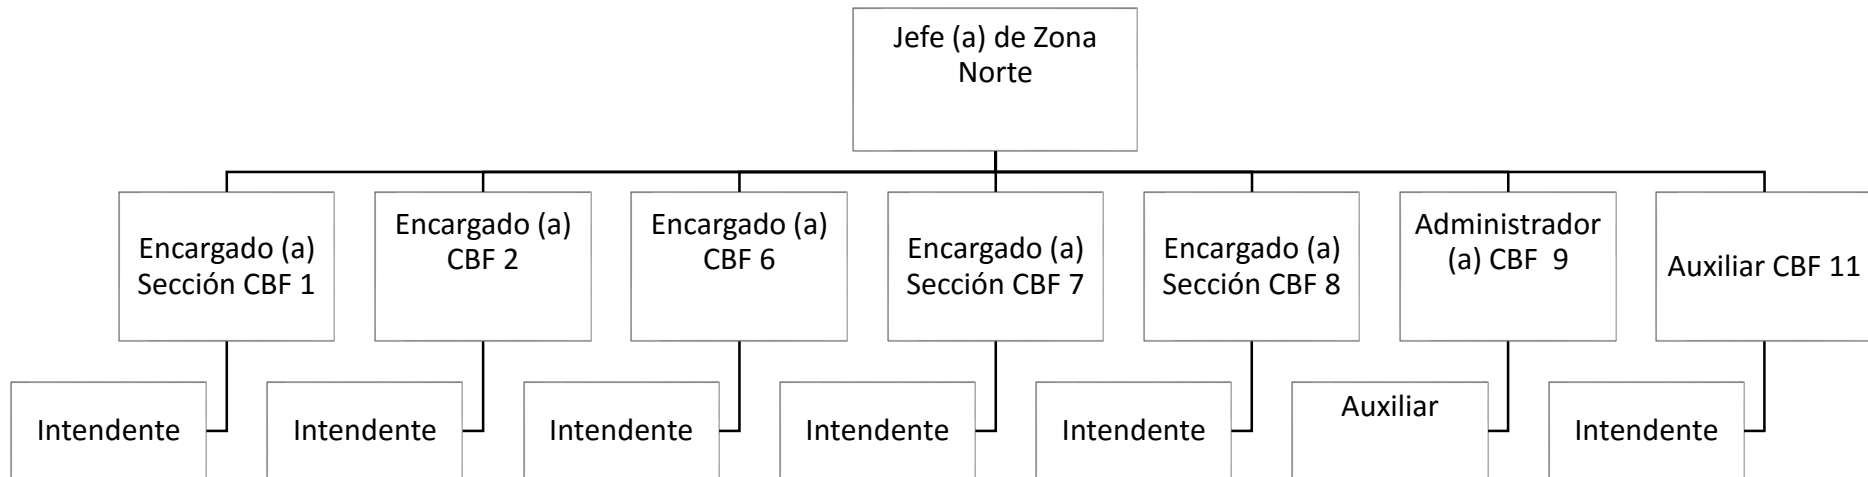 Jefe (a) de Zona
Norte
Encargado (a)
Sección CBF 1
Encargado (a)
CBF 2
Encargado (a)
CBF 6
Encargado (a)
Sección CBF 7
Encargado (a)
Sección CBF 8
Administrador
(a) CBF 9
Auxiliar CBF 11
Intendente
Intendente
Intendente
Intendente
Intendente
Auxiliar
Intendente